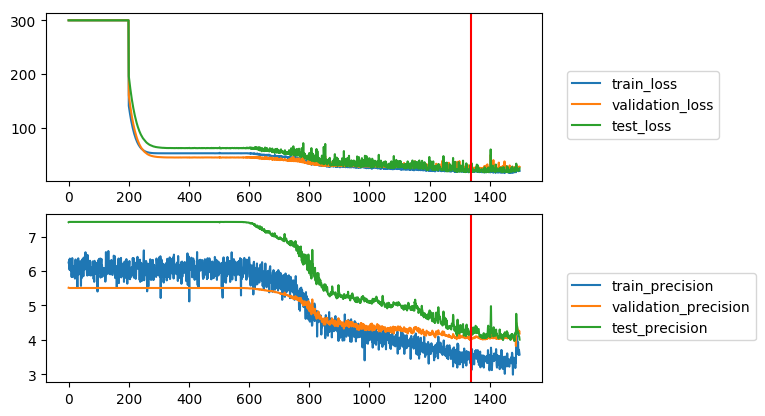 300
200
100
0 200 400 600 800 1000 1200 1400
train_loss
validation_loss
test_loss
7
6
5
4
3
0 200 400 600 800 1000 1200 1400
train_precision
validation_precision
test_precision